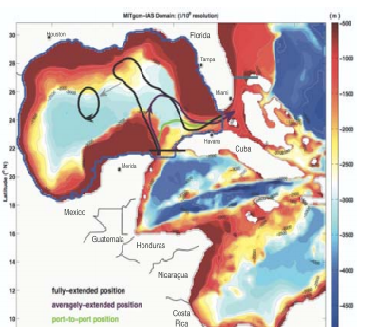 MITgcm-IAS Domain: (1/10° resolution
(m)
Houston
Florida
Tampa
Miami
Havana
Cuba
Merida
Mexico
Guatemala
Honduras
Nicaragua
Costa
Rica
fully-extended position
averagely-extended position
port-to-port position
Latitude (° N)
30
28
26
24
22
20
18
16
14
12
10
-500
-1000
-1500
-2000
-2500
-3000
-3500
-4000
-4500